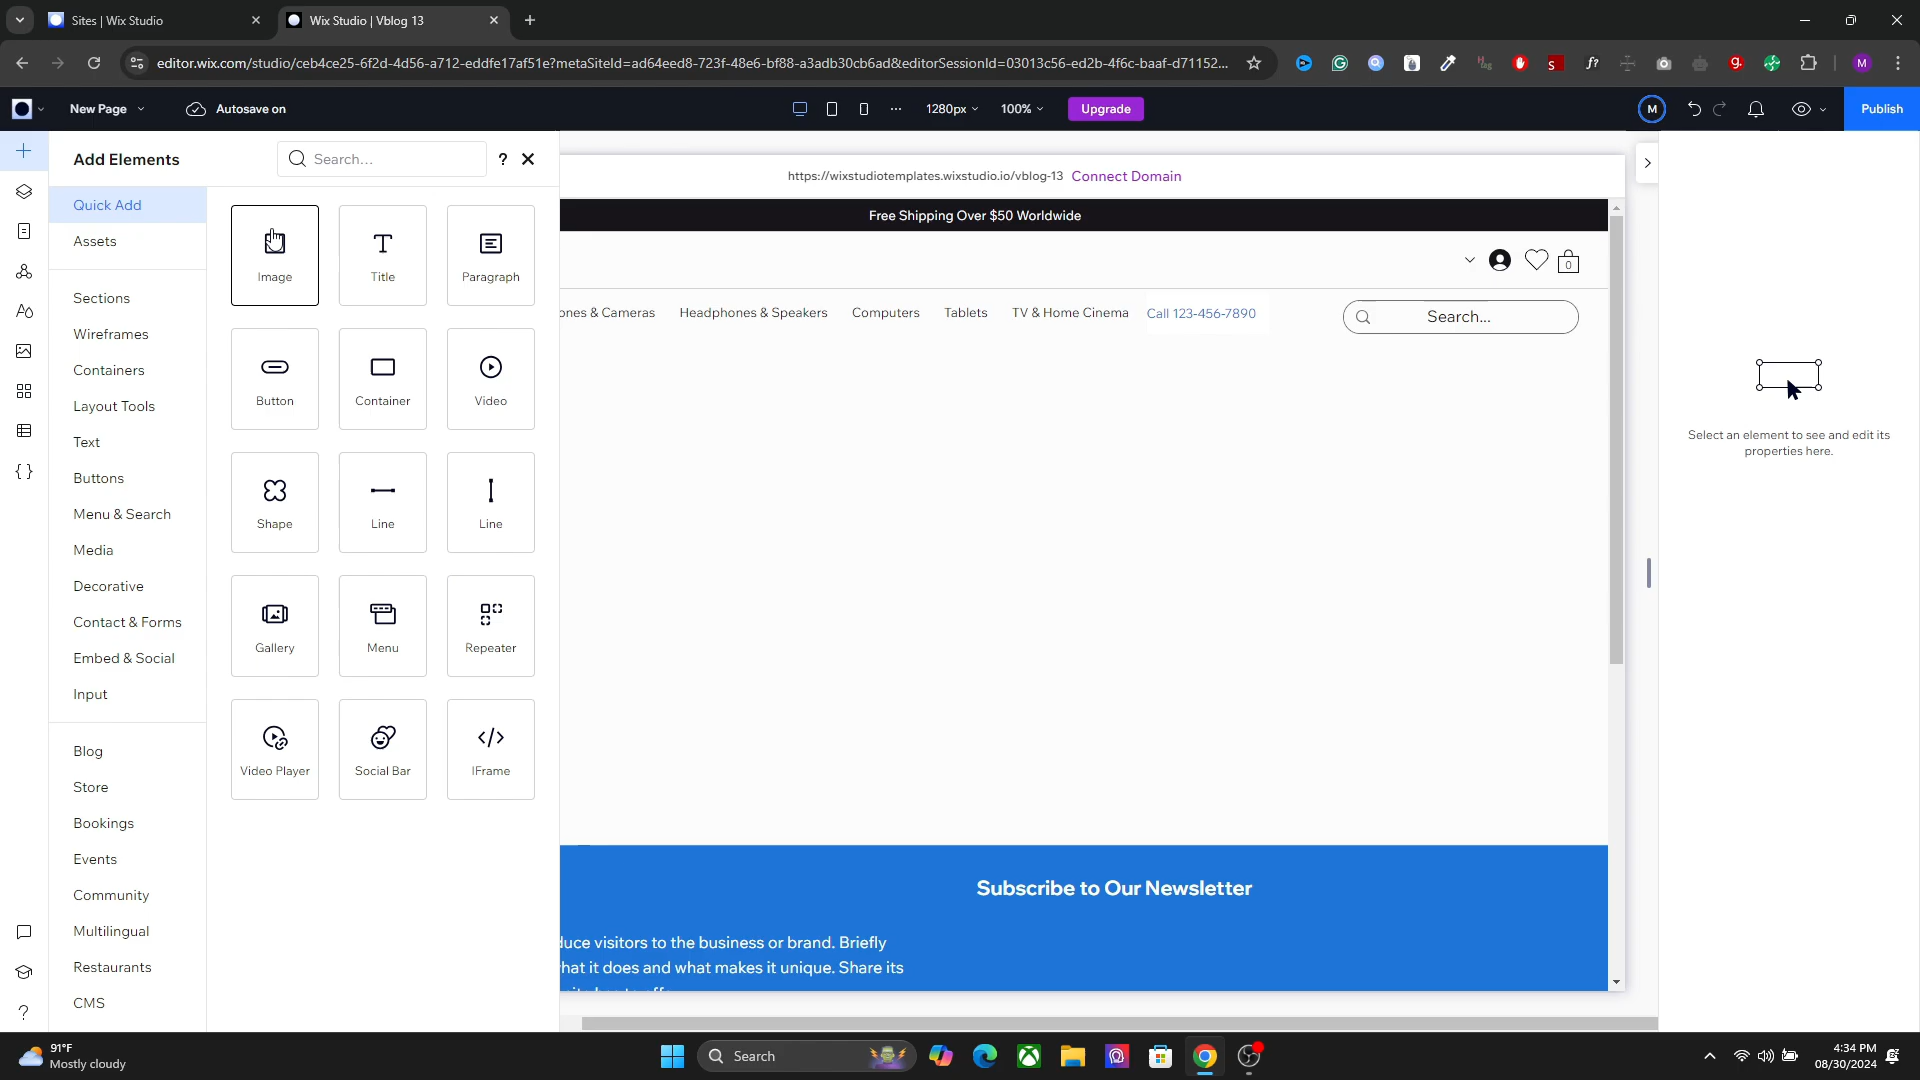 Sites | Wix Studio
Wix Studio | Vblog 13
editor.wix.com/studio/ceb4ce25-6f2d-4d56-a712-eddfe17af51e?metaSiteId=ad64eed8-723f-48e6-bf88-a3adb30cb6ad&editorSessionId=03013c56-ed2b-4f6c-baaf-d71152...
New Page
Autosave on
1280px
100%
Upgrade
M
Publish
Add Elements
Search...
?
Quick Add
Assets
Sections
Wireframes
Containers
Layout Tools
Text
Buttons
Menu & Search
Media
Decorative
Contact & Forms
Embed & Social
Input
Blog
Store
Bookings
Events
Community
Multilingual
Restaurants
CMS
Image
Title
Paragraph
Button
Container
Video
Shape
Line
Line
Gallery
Menu
Repeater
Video Player
Social Bar
IFrame
https://wixstudiotemplates.wixstudio.io/vblog-13 Connect Domain
Free Shipping Over $50 Worldwide
0
ones & Cameras
Headphones & Speakers
Computers
Tablets
TV & Home Cinema
Call 123-456-7890
Search...
Subscribe to Our Newsletter
duce visitors to the business or brand. Briefly
hat it does and what makes it unique. Share its
Select an element to see and edit its
properties here.
91°F
Mostly cloudy
Search
4:34 PM
08/30/2024